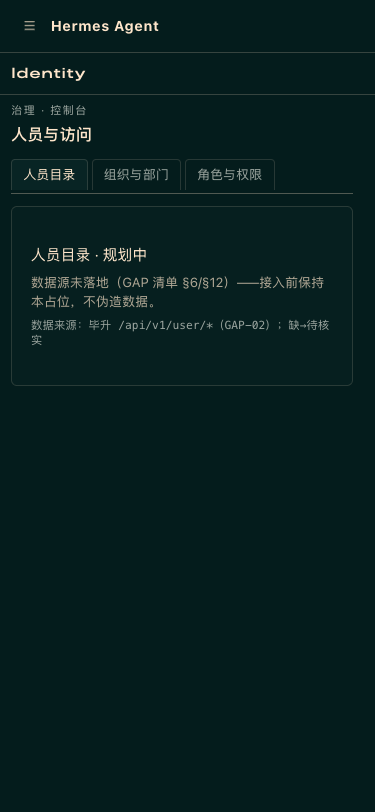 ☰ Hermes Agent
Identity
治理 · 控制台
人员与访问
人员目录 组织与部门 角色与权限
人员目录 · 规划中
数据源未落地（GAP 清单 §6/§12）——接入前保持
本占位，不伪造数据。
数据来源: 毕升 /api/v1/user/*（GAP-02）; 缺→待核
实